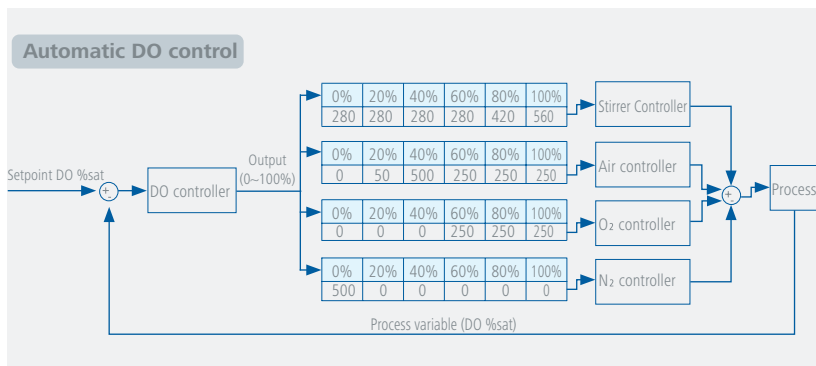 Automatic DO control
0% 20% 40% 60% 80% 100%
280 280 280 280 420 560
Stirrer Controller
Setpoint DO %sat
+
-
DO controller
Output
(0~100%)
0% 20% 40% 60% 80% 100%
0 50 500 250 250 250
Air controller
+
-
Process
0% 20% 40% 60% 80% 100%
0 0 0 250 250 250
O₂ controller
0% 20% 40% 60% 80% 100%
500 0 0 0 0 0
N₂ controller
Process variable (DO %sat)